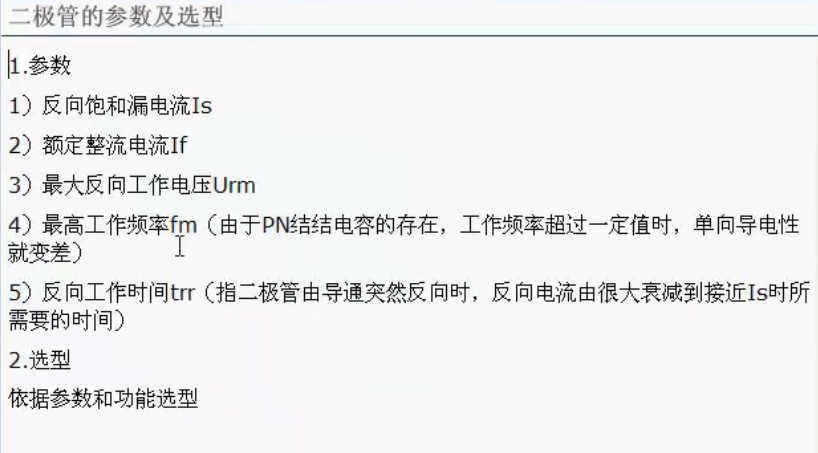 二极管的参数及选型
1.参数
1）反向饱和漏电流Is
2）额定整流电流If
3）最大反向工作电压Urm
4）最高工作频率fm（由于PN结结电容的存在，工作频率超过一定值时，单向导电性
就变差）
5）反向工作时间trr（指二极管由导通突然反向时，反向电流由很大衰减到接近Is时所
需要的时间）
2.选型
依据参数和功能选型